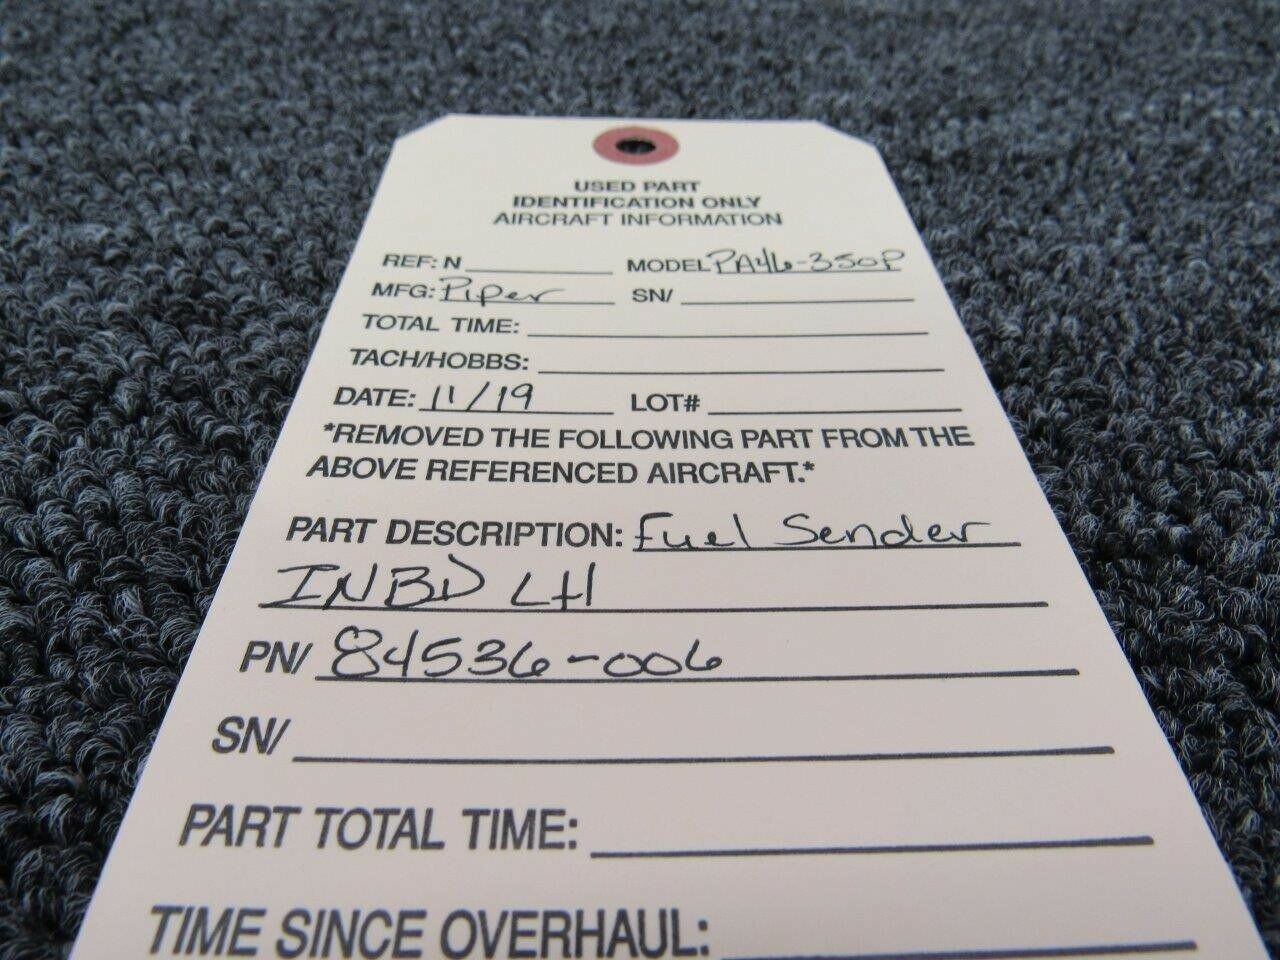 USED PART
IDENTIFICATION ONLY
AIRCRAFT INFORMATION
REF: N MODEL PA46-350P
MFG: Piper SN/
TOTAL TIME:
TACH/HOBBS:
DATE: 11/19 LOT#
*REMOVED THE FOLLOWING PART FROM THE
ABOVE REFERENCED AIRCRAFT.*
PART DESCRIPTION: Fuel Sender
INBD LH
PN/ 84536-006
SN/
PART TOTAL TIME:
TIME SINCE OVERHAUL: